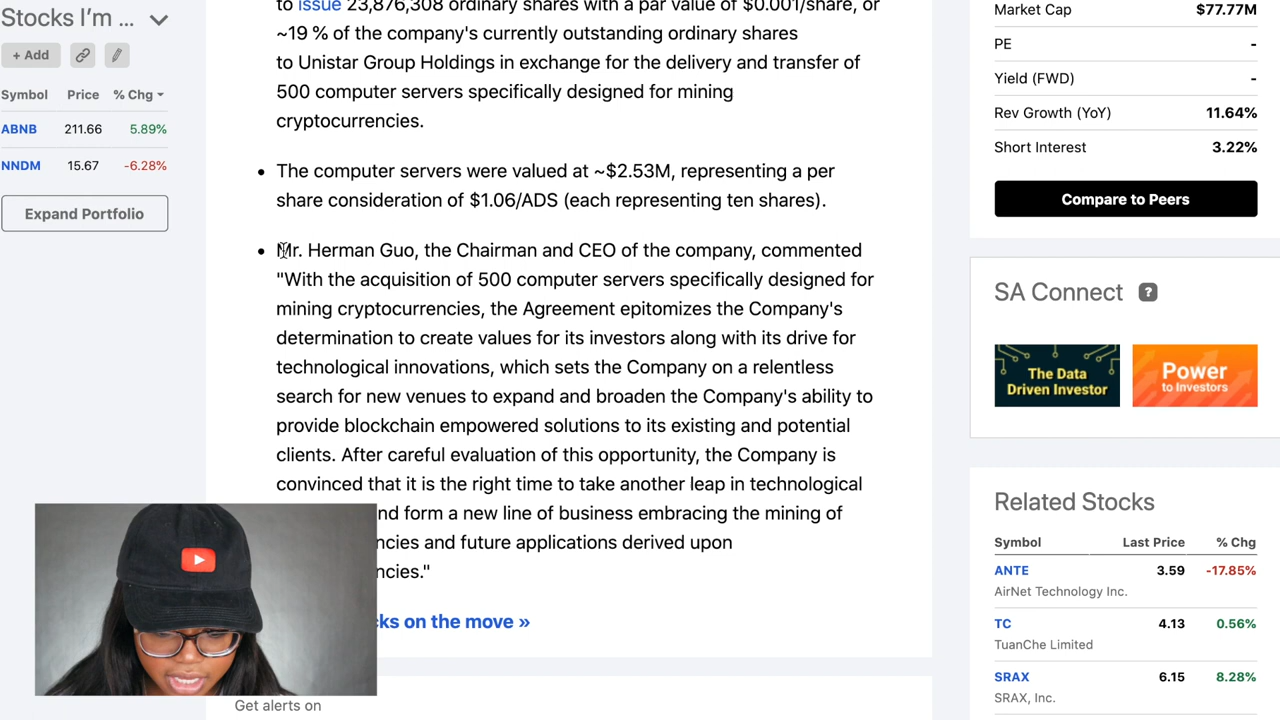 Stocks I'm ...
+ Add
Symbol Price % Chg
ABNB 211.66 5.89%
NNDM 15.67 -6.28%
Expand Portfolio
to issue 23,876,308 ordinary shares with a par value of $0.001/share, or
~19 % of the company's currently outstanding ordinary shares
to Unistar Group Holdings in exchange for the delivery and transfer of
500 computer servers specifically designed for mining
cryptocurrencies.
• The computer servers were valued at ~$2.53M, representing a per
share consideration of $1.06/ADS (each representing ten shares).
• Mr. Herman Guo, the Chairman and CEO of the company, commented
"With the acquisition of 500 computer servers specifically designed for
mining cryptocurrencies, the Agreement epitomizes the Company's
determination to create values for its investors along with its drive for
technological innovations, which sets the Company on a relentless
search for new venues to expand and broaden the Company's ability to
provide blockchain empowered solutions to its existing and potential
clients. After careful evaluation of this opportunity, the Company is
convinced that it is the right time to take another leap in technological
nd form a new line of business embracing the mining of
ncies and future applications derived upon
ncies."
cks on the move »
Get alerts on
Market Cap $77.77M
PE -
Yield (FWD) -
Rev Growth (YoY) 11.64%
Short Interest 3.22%
Compare to Peers
SA Connect ?
The Data
Driven Investor
Power
to Investors
Related Stocks
Symbol Last Price % Chg
ANTE 3.59 -17.85%
AirNet Technology Inc.
TC 4.13 0.56%
TuanChe Limited
SRAX 6.15 8.28%
SRAX, Inc.